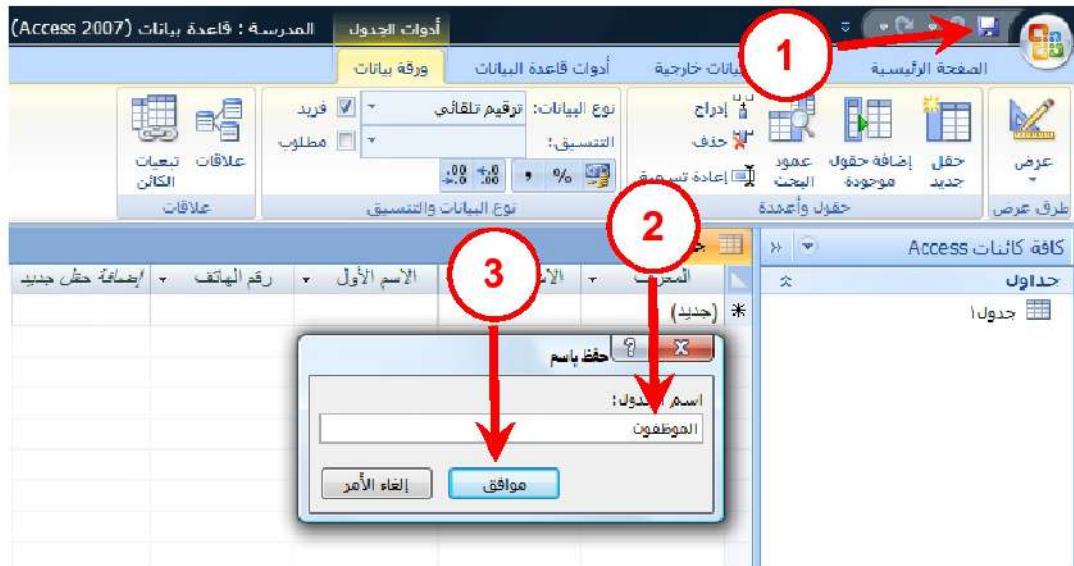 أدوات الجدول المدرسة : قاعدة بيانات (Access 2007)
1
الصفحة الرئيسية خارجية أدوات قاعدة البيانات ورقة بيانات
عرض
حقل جديد
إضافة حقول موجودة
عمود البحث
إدراج
حذف
إعادة تسمية
نوع البيانات: ترقيم تلقائي
التنسيق:
%
فريد
مطلوب
علاقات
تبعيات الكائن
طرق عرض حقول وأعمدة نوع البيانات والتنسيق علاقات
2
كافة كائنات Access
جداول
جدول١
3
الاسم الأول رقم الهاتف إضافة حقل جديد
(جديد)
حفظ باسم
اسم
الموظفون
موافق إلغاء الأمر